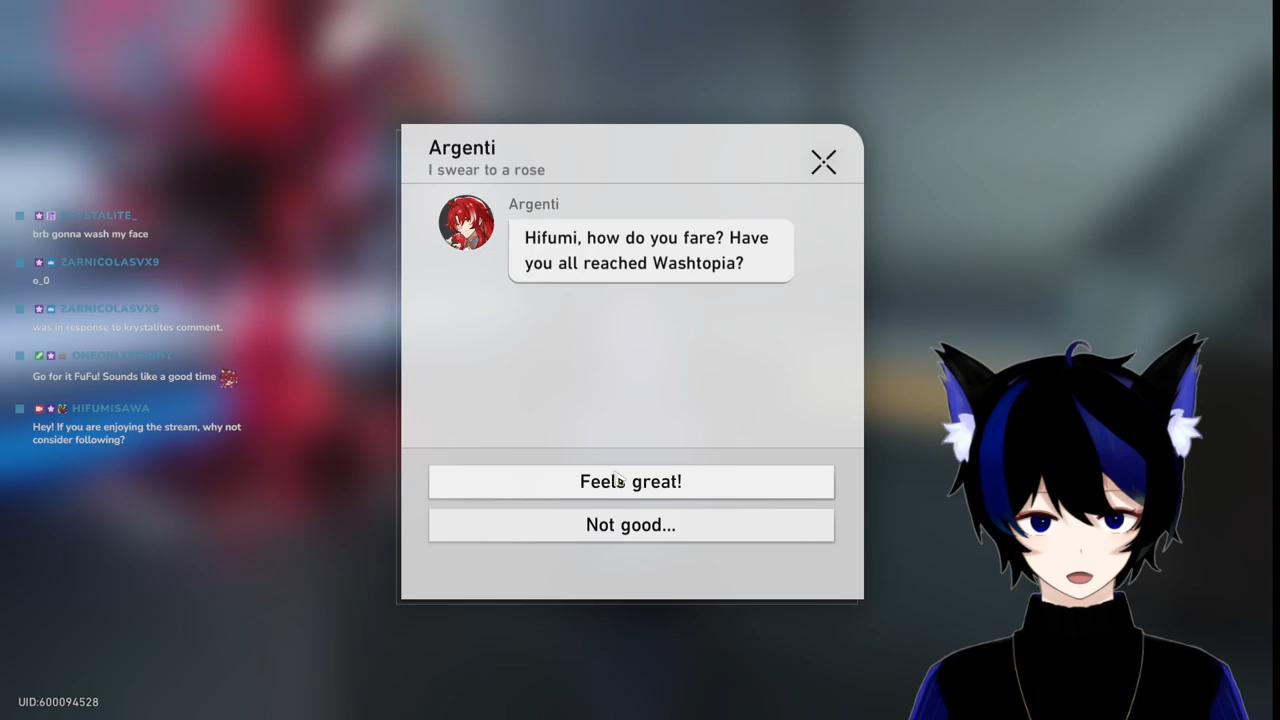 Argenti
I swear to a rose
Argenti
Hifumi, how do you fare? Have
you all reached Washtopia?
Feels great!
Not good...
KRYSTALITE_
brb gonna wash my face
ZARNICOLASVX9
o_0
ZARNICOLASVX9
was in response to krystalites comment.
Go for it FuFu! Sounds like a good time
HIFUMISAWA
Hey! If you are enjoying the stream, why not
consider following?
UID:600094528